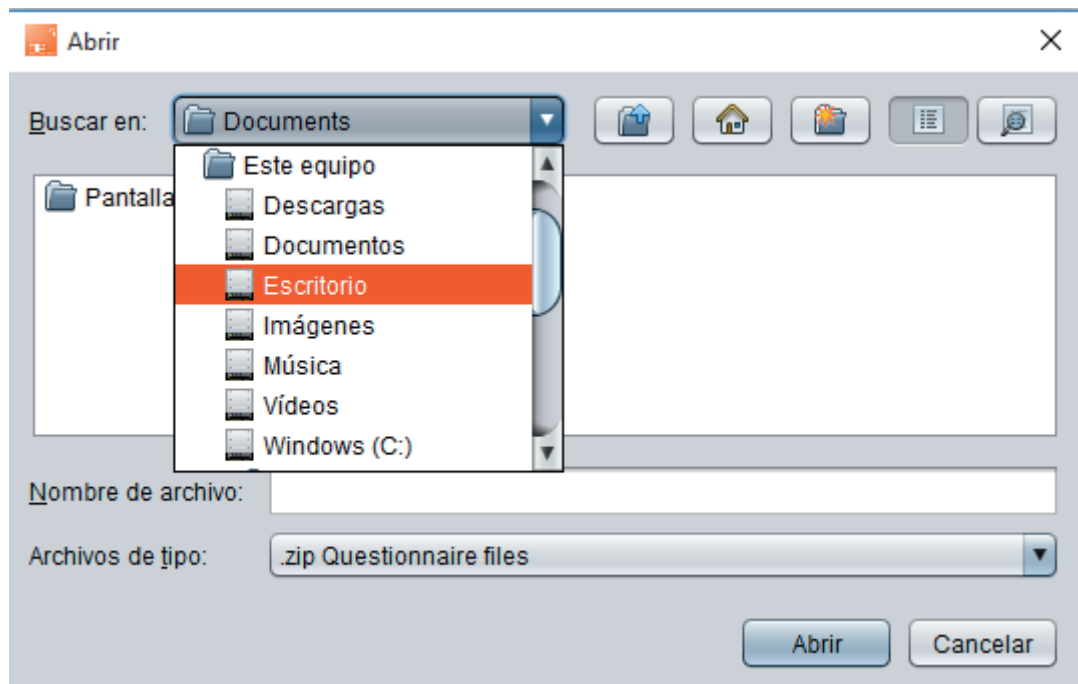 Abrir
Buscar en: Documents
Este equipo
Pantalla
Descargas
Documentos
Escritorio
Imágenes
Música
Vídeos
Windows (C:)
Nombre de archivo:
Archivos de tipo: .zip Questionnaire files
Abrir Cancelar